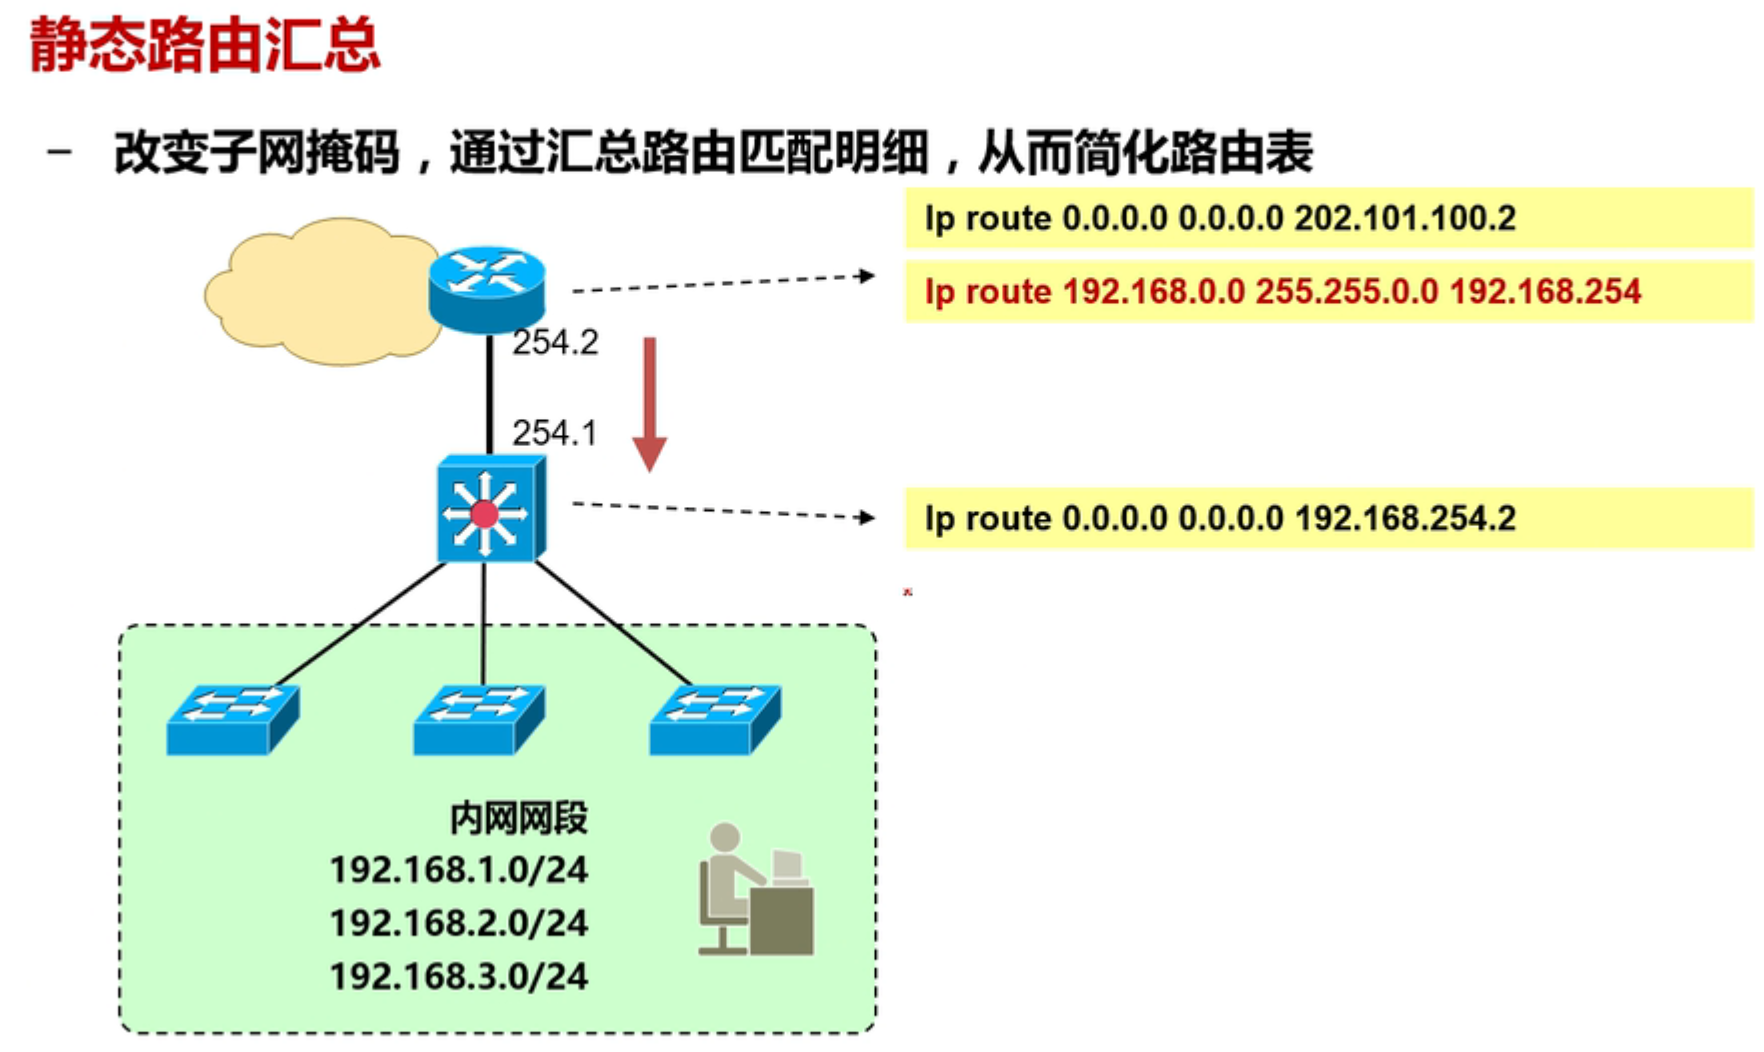 静态路由汇总
– 改变子网掩码，通过汇总路由匹配明细，从而简化路由表
Ip route 0.0.0.0 0.0.0.0 202.101.100.2
Ip route 192.168.0.0 255.255.0.0 192.168.254
254.2
254.1
Ip route 0.0.0.0 0.0.0.0 192.168.254.2
内网网段
192.168.1.0/24
192.168.2.0/24
192.168.3.0/24